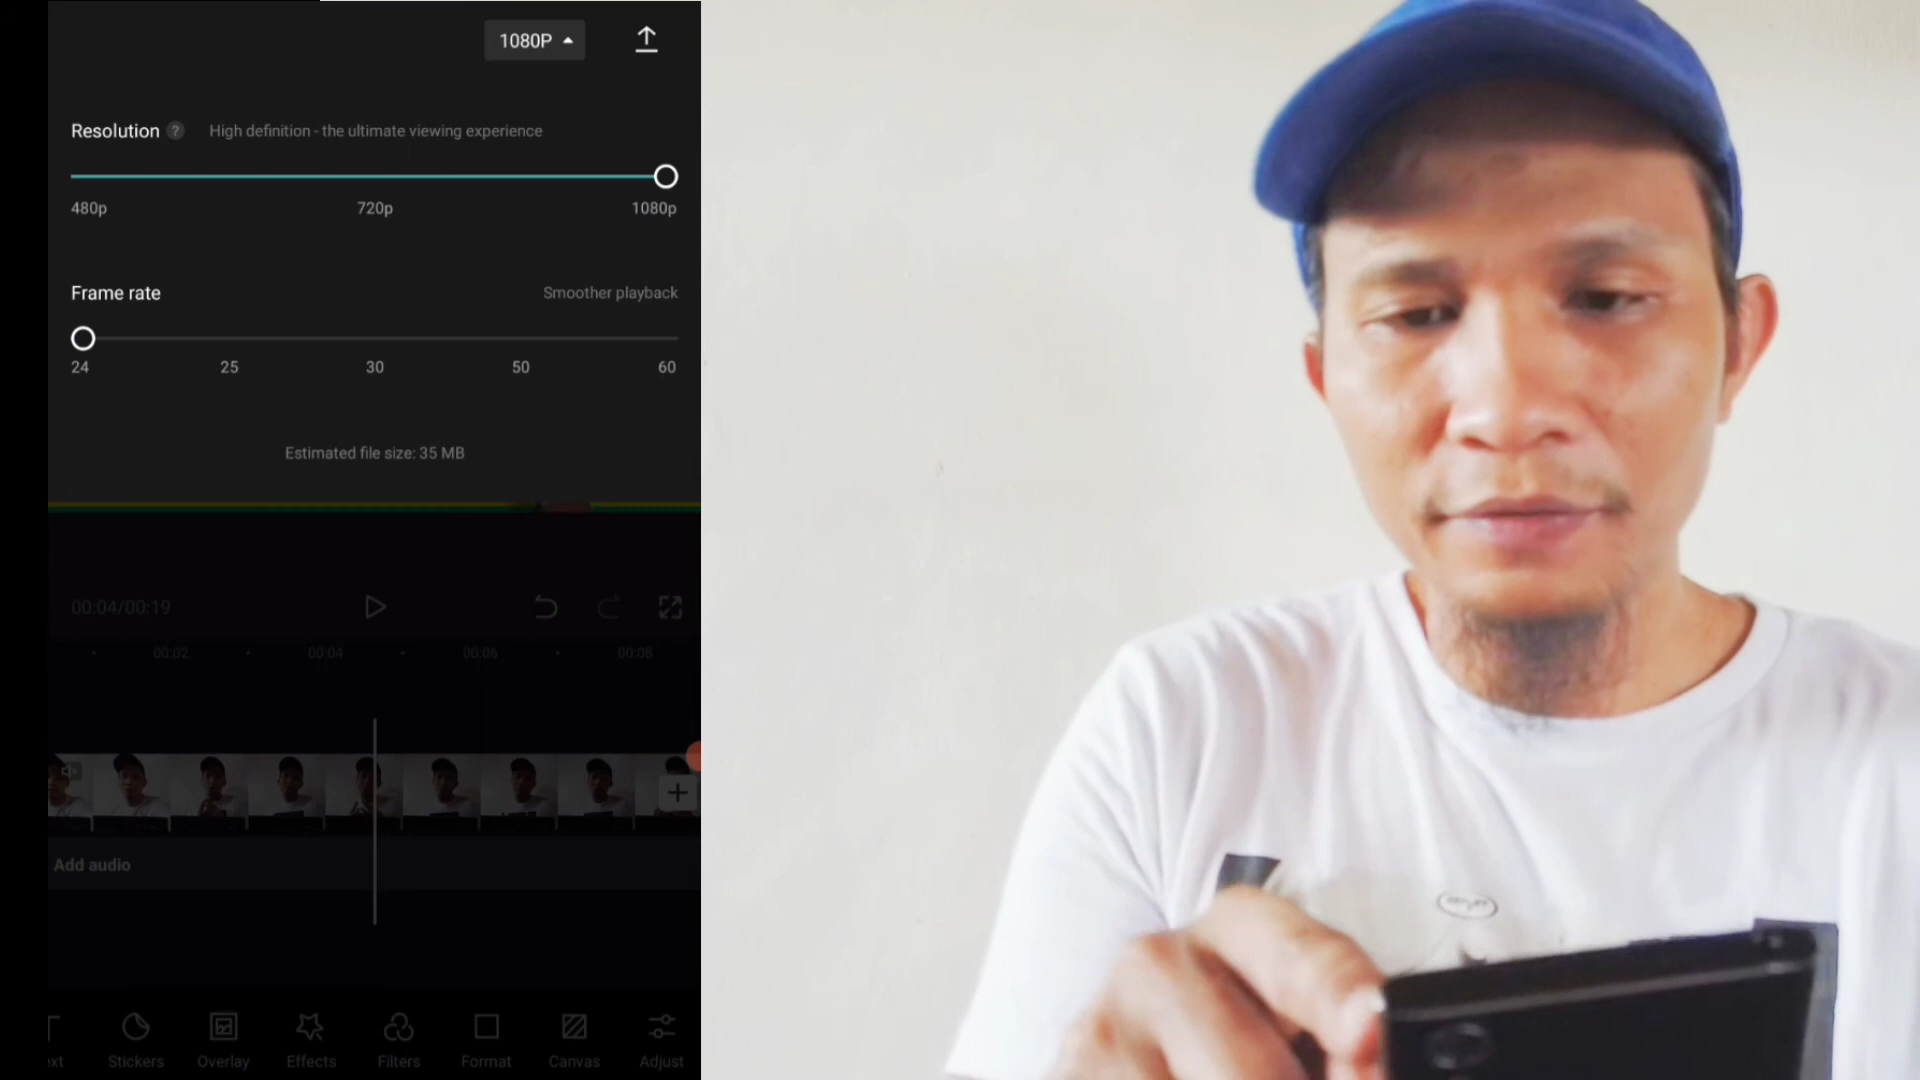 1080P
Resolution ? High definition - the ultimate viewing experience
480p 720p 1080p
Frame rate Smoother playback
24 25 30 50 60
Estimated file size: 35 MB
00:04/00:19
00:02 00:04 00:06 00:08
Add audio
ext Stickers Overlay Effects Filters Format Canvas Adjust